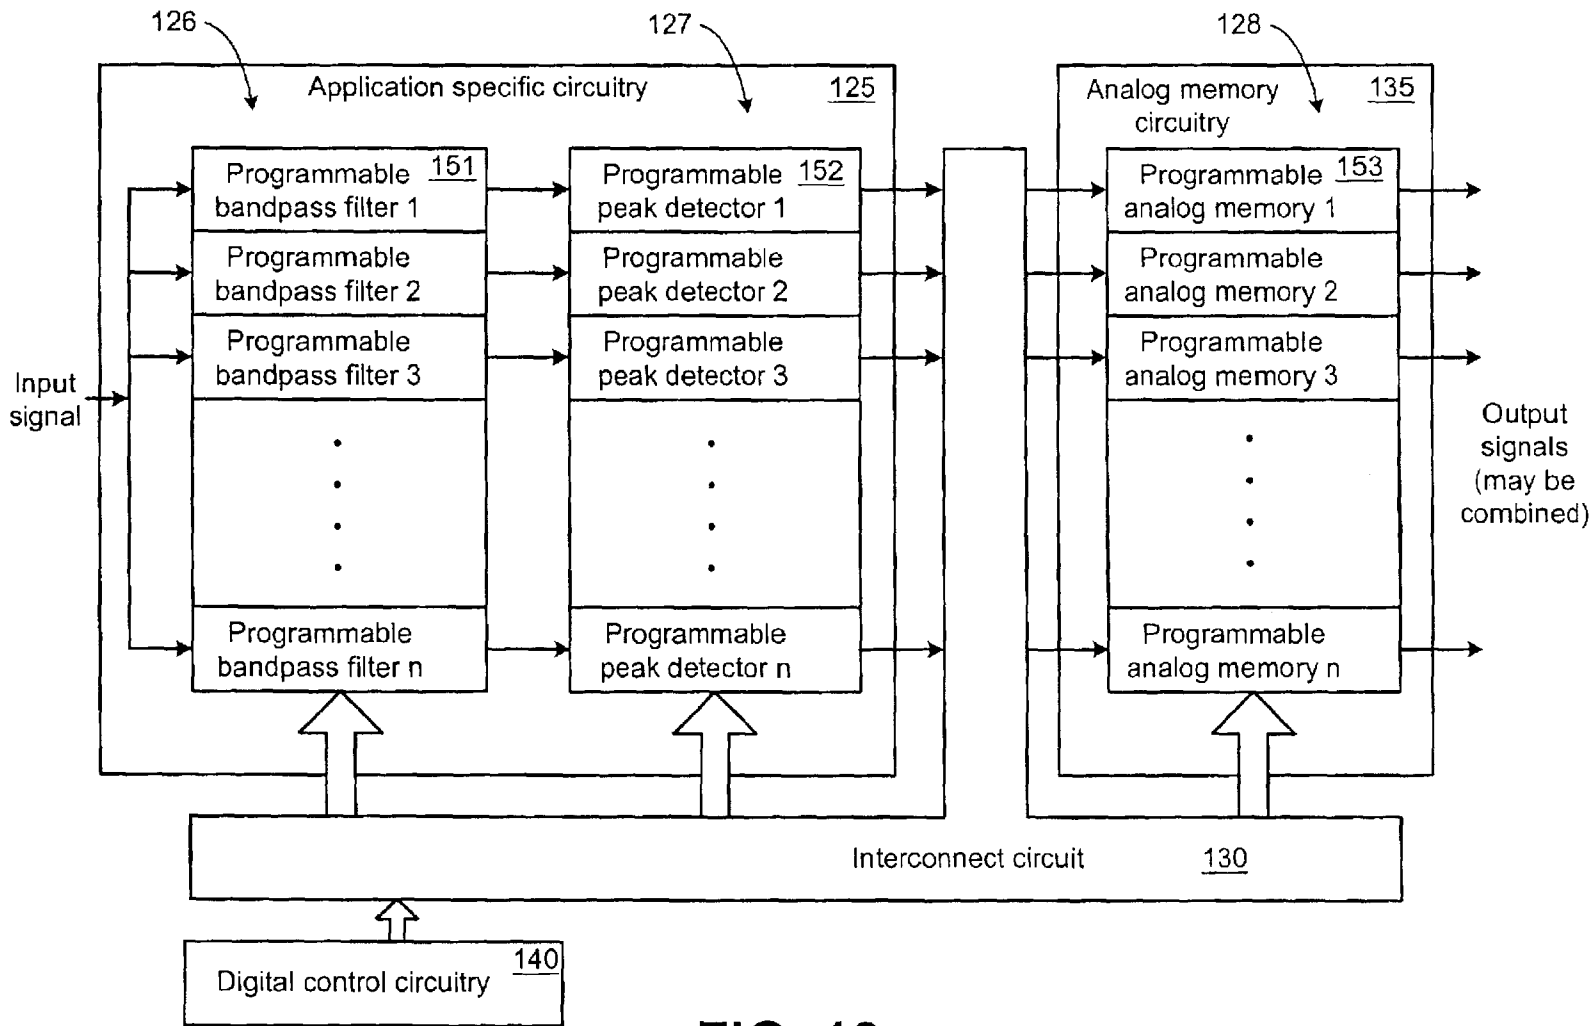 126
127
128
Application specific circuitry
125
Analog memory
circuitry
135
Programmable
bandpass filter 1
151
Programmable
peak detector 1
152
Programmable
analog memory 1
153
Programmable
bandpass filter 2
Programmable
peak detector 2
Programmable
analog memory 2
Programmable
bandpass filter 3
Programmable
peak detector 3
Programmable
analog memory 3
Input
signal
Output
signals
(may be
combined)
Programmable
bandpass filter n
Programmable
peak detector n
Programmable
analog memory n
Interconnect circuit
130
Digital control circuitry
140